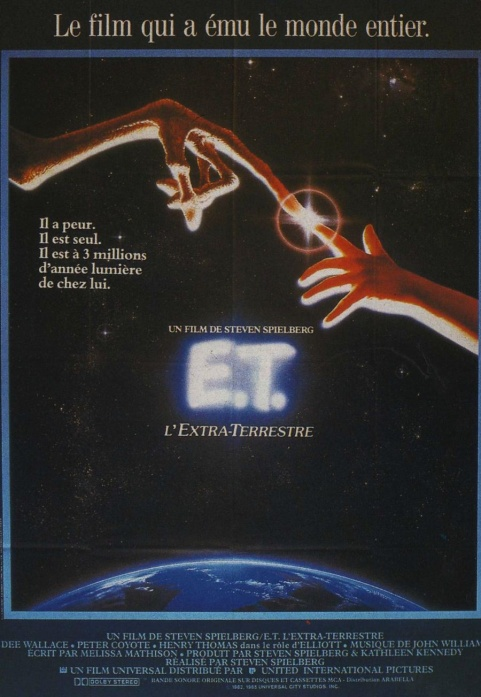 Le film qui a ému le monde entier.
Il a peur.
Il est seul.
Il est à 3 millions
d'année lumière
de chez lui.
UN FILM DE STEVEN SPIELBERG
E.T.
L'EXTRA-TERRESTRE
UN FILM DE STEVEN SPIELBERG/E.T. L'EXTRA-TERRESTRE
DEE WALLACE • PETER COYOTE • HENRY THOMAS dans le rôle d'ELLIOTT • MUSIQUE DE JOHN WILLIAM
ÉCRIT PAR MELISSA MATHISON • PRODUIT PAR STEVEN SPIELBERG & KATHLEEN KENNEDY
RÉALISÉ PAR STEVEN SPIELBERG
UN FILM UNIVERSAL DISTRIBUÉ PAR UNITED INTERNATIONAL PICTURES
DOLBY STEREO BANDE SONORE ORIGINALE SUR DISQUES ET CASSETTES MCA - Distribution ARABELLA
1982, 1985 UNIVERSAL CITY STUDIOS, INC.